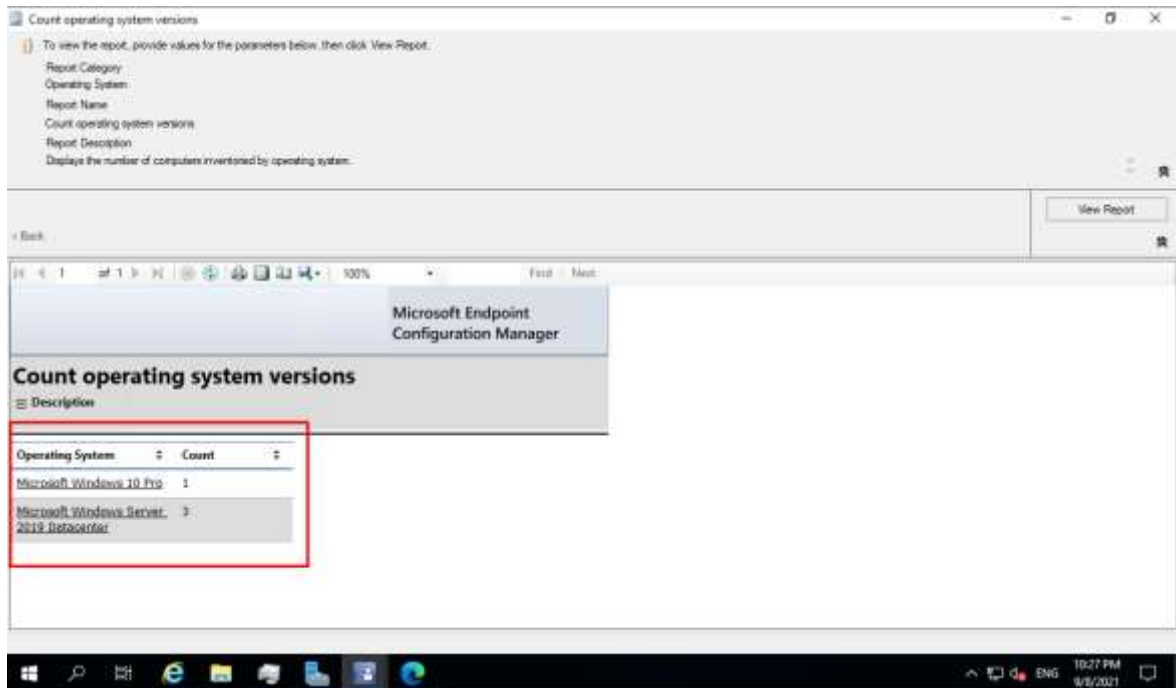 Count operating system versions
To view the report, provide values for the parameters below, then click View Report.
Report Category
Operating System
Report Name
Count operating system versions
Report Description
Displays the number of computers inventoried by operating system.
View Report
< Back
1 of 1 100% Find Next
Microsoft Endpoint
Configuration Manager
Count operating system versions
Description
Operating System Count
Microsoft Windows 10 Pro 1
Microsoft Windows Server 3
2019 Datacenter
ENG
10:27 PM
9/8/2021